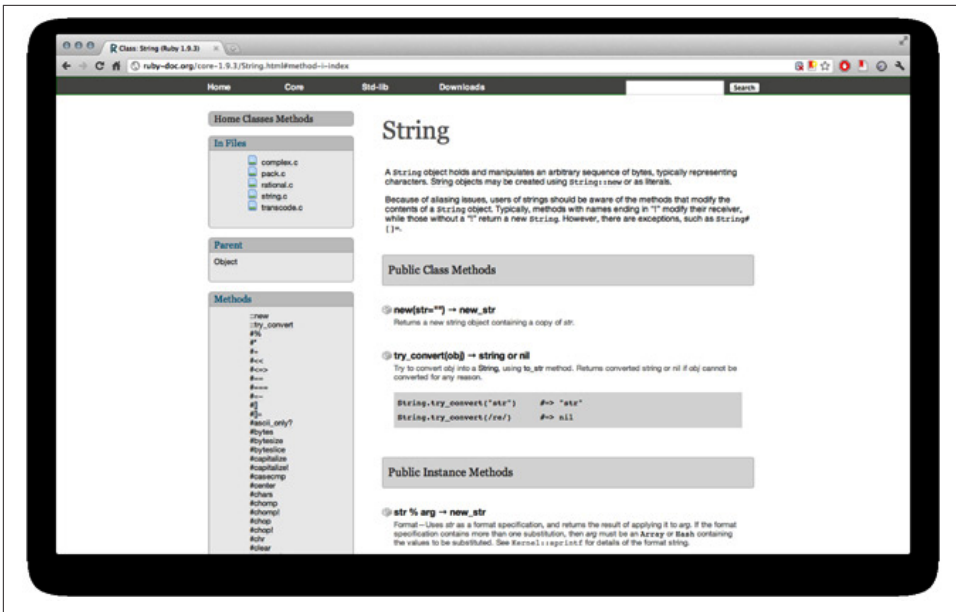 Class: String (Ruby 1.9.3)
ruby-doc.org/core-1.9.3/String.html#method-i-index
Home Core Std-lib Downloads Search
Home Classes Methods
In Files
complex.c
pack.c
rational.c
string.c
transcode.c
Parent
Object
Methods
::new
::try_convert
#%
#*
#+
#<<
#<=>
#==
#===
#=~
#[]
#[]=
#ascii_only?
#bytes
#bytesize
#byteslice
#capitalize
#capitalize!
#casecmp
#center
#chars
#chomp
#chomp!
#chop
#chop!
#chr
#clear
String
A String object holds and manipulates an arbitrary sequence of bytes, typically representing
characters. String objects may be created using String::new or as literals.
Because of aliasing issues, users of strings should be aware of the methods that modify the
contents of a String object. Typically, methods with names ending in "!" modify their receiver,
while those without a "!" return a new String. However, there are exceptions, such as String#
[]=.
Public Class Methods
new(str="") → new_str
Returns a new string object containing a copy of str.
try_convert(obj) → string or nil
Try to convert obj into a String, using to_str method. Returns converted string or nil if obj cannot be
converted for any reason.
String.try_convert("str") #=> "str"
String.try_convert(/re/) #=> nil
Public Instance Methods
str % arg → new_str
Format—Uses str as a format specification, and returns the result of applying it to arg. If the format
specification contains more than one substitution, then arg must be an Array or Hash containing
the values to be substituted. See Kernel::sprintf for details of the format string.